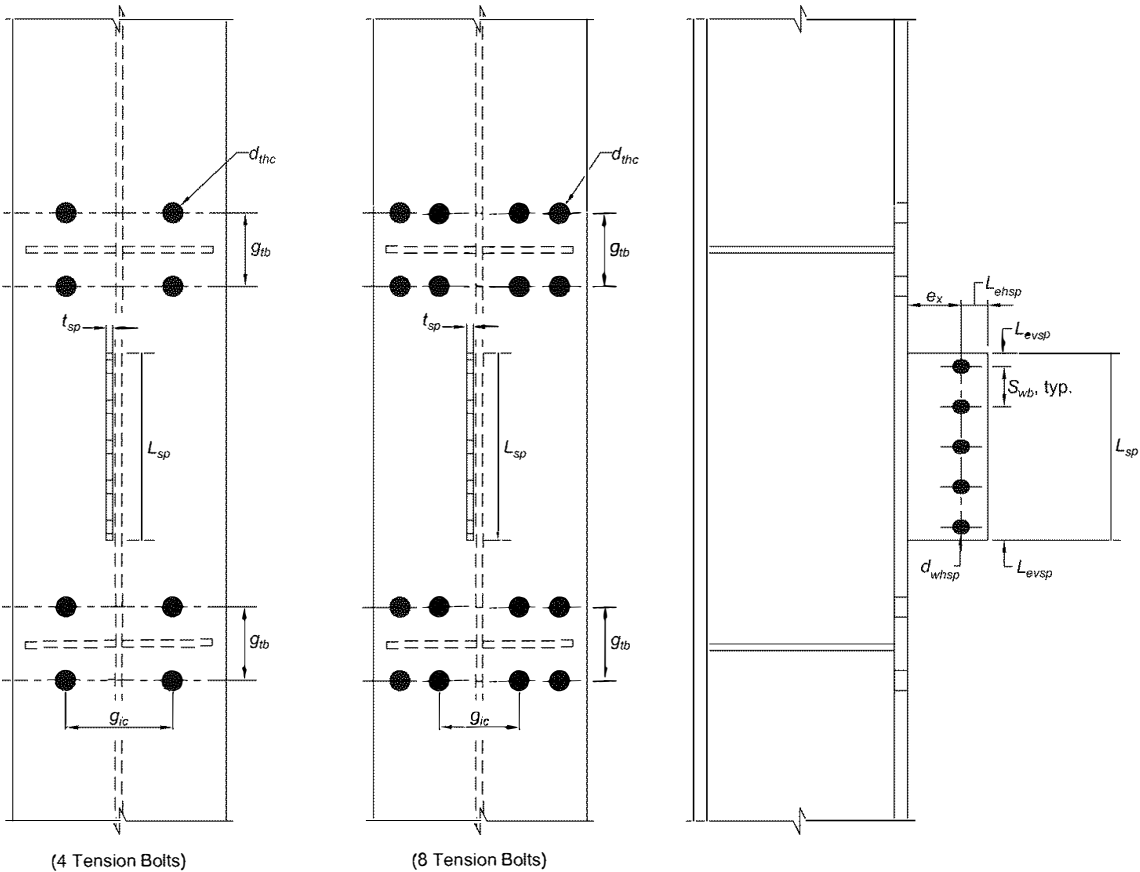 d_thc
d_thc
g_tb
g_tb
e_x
L_ehsp
t_sp
t_sp
L_evsp
S_wb, typ.
L_sp
L_sp
L_sp
d_whsp
L_evsp
g_tb
g_tb
g_ic
g_ic
(4 Tension Bolts)
(8 Tension Bolts)